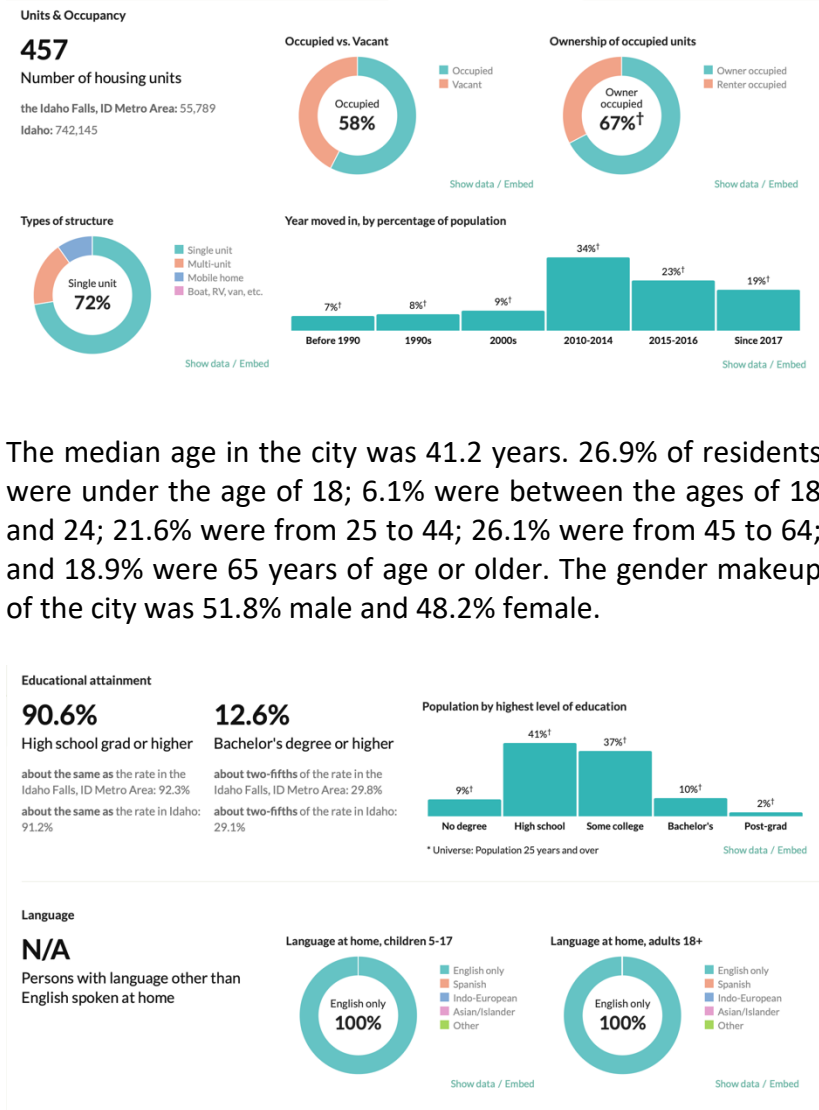 Units & Occupancy
457
Number of housing units
the Idaho Falls, ID Metro Area: 55,789
Idaho: 742,145
Occupied vs. Vacant
Occupied
58%
Occupied
Vacant
Show data / Embed
Ownership of occupied units
Owner
occupied
67%†
Owner occupied
Renter occupied
Show data / Embed
Types of structure
Single unit
72%
Single unit
Multi-unit
Mobile home
Boat, RV, van, etc.
Show data / Embed
Year moved in, by percentage of population
7%† 8%† 9%† 34%† 23%† 19%†
Before 1990 1990s 2000s 2010-2014 2015-2016 Since 2017
Show data / Embed
The median age in the city was 41.2 years. 26.9% of residents
were under the age of 18; 6.1% were between the ages of 18
and 24; 21.6% were from 25 to 44; 26.1% were from 45 to 64;
and 18.9% were 65 years of age or older. The gender makeup
of the city was 51.8% male and 48.2% female.
Educational attainment
90.6%
High school grad or higher
about the same as the rate in the
Idaho Falls, ID Metro Area: 92.3%
about the same as the rate in Idaho:
91.2%
12.6%
Bachelor's degree or higher
about two-fifths of the rate in the
Idaho Falls, ID Metro Area: 29.8%
about two-fifths of the rate in Idaho:
29.1%
Population by highest level of education
9%† 41%† 37%† 10%† 2%†
No degree High school Some college Bachelor's Post-grad
* Universe: Population 25 years and over
Show data / Embed
Language
N/A
Persons with language other than
English spoken at home
Language at home, children 5-17
English only
100%
English only
Spanish
Indo-European
Asian/Islander
Other
Show data / Embed
Language at home, adults 18+
English only
100%
English only
Spanish
Indo-European
Asian/Islander
Other
Show data / Embed